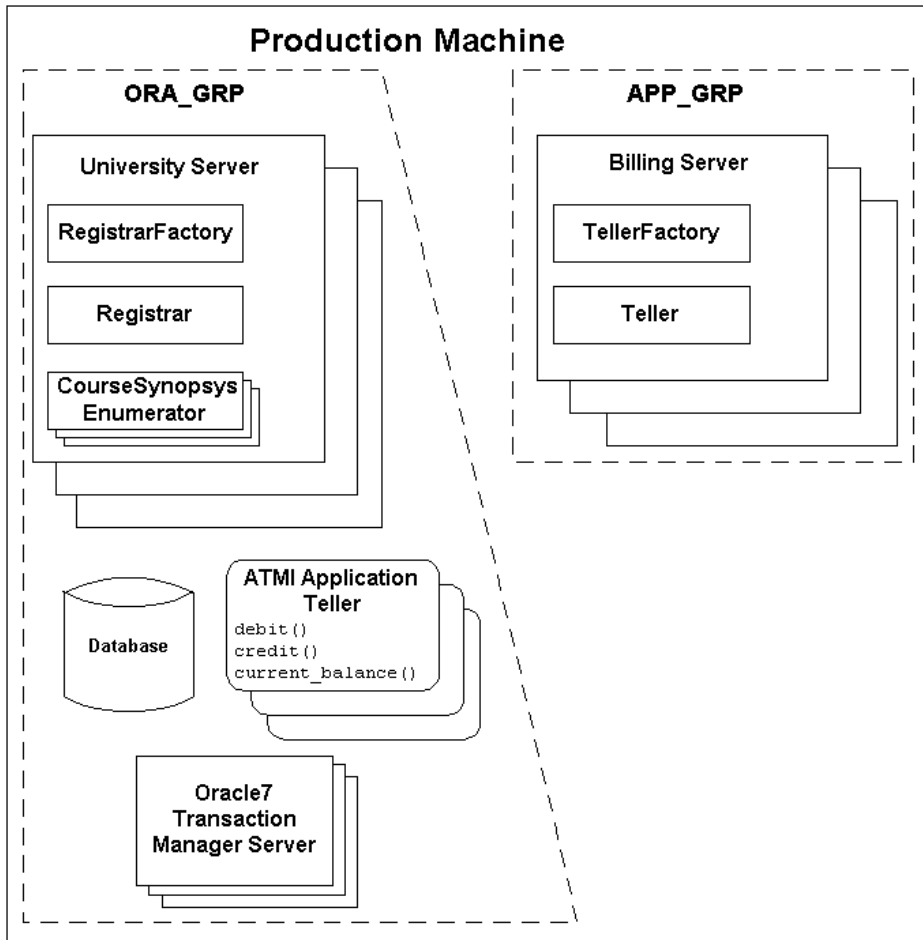 Production Machine
ORA_GRP
University Server
RegistrarFactory
Registrar
CourseSynopsys
Enumerator
Database
ATMI Application
Teller
debit()
credit()
current_balance()
Oracle7
Transaction
Manager Server
APP_GRP
Billing Server
TellerFactory
Teller